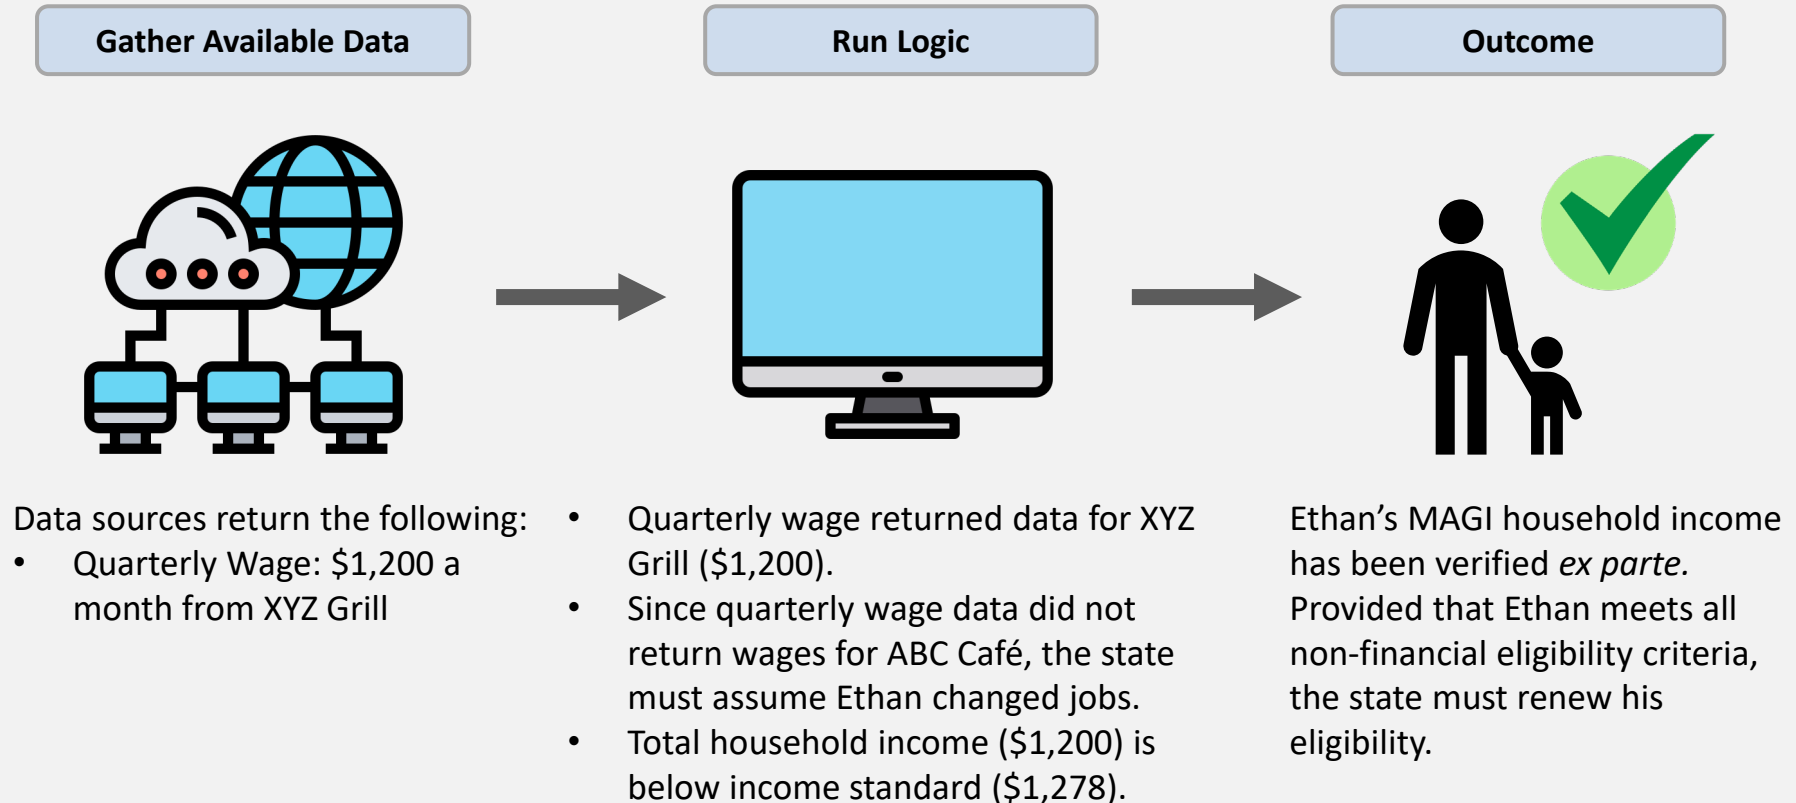 Gather Available Data
Run Logic
Outcome
Data sources return the following:
• Quarterly Wage: $1,200 a
month from XYZ Grill
• Quarterly wage returned data for XYZ
Grill ($1,200).
• Since quarterly wage data did not
return wages for ABC Café, the state
must assume Ethan changed jobs.
• Total household income ($1,200) is
below income standard ($1,278).
Ethan’s MAGI household income
has been verified ex parte.
Provided that Ethan meets all
non-financial eligibility criteria,
the state must renew his
eligibility.